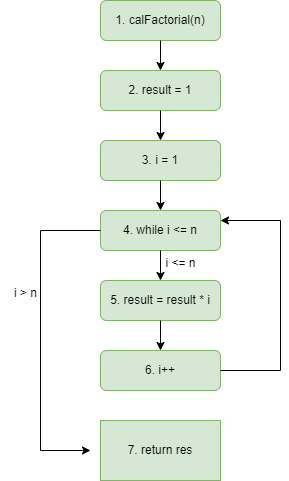 1. calFactorial(n)
2. result = 1
3. i = 1
4. while i <= n
i <= n
i > n
5. result = result * i
6. i++
7. return res